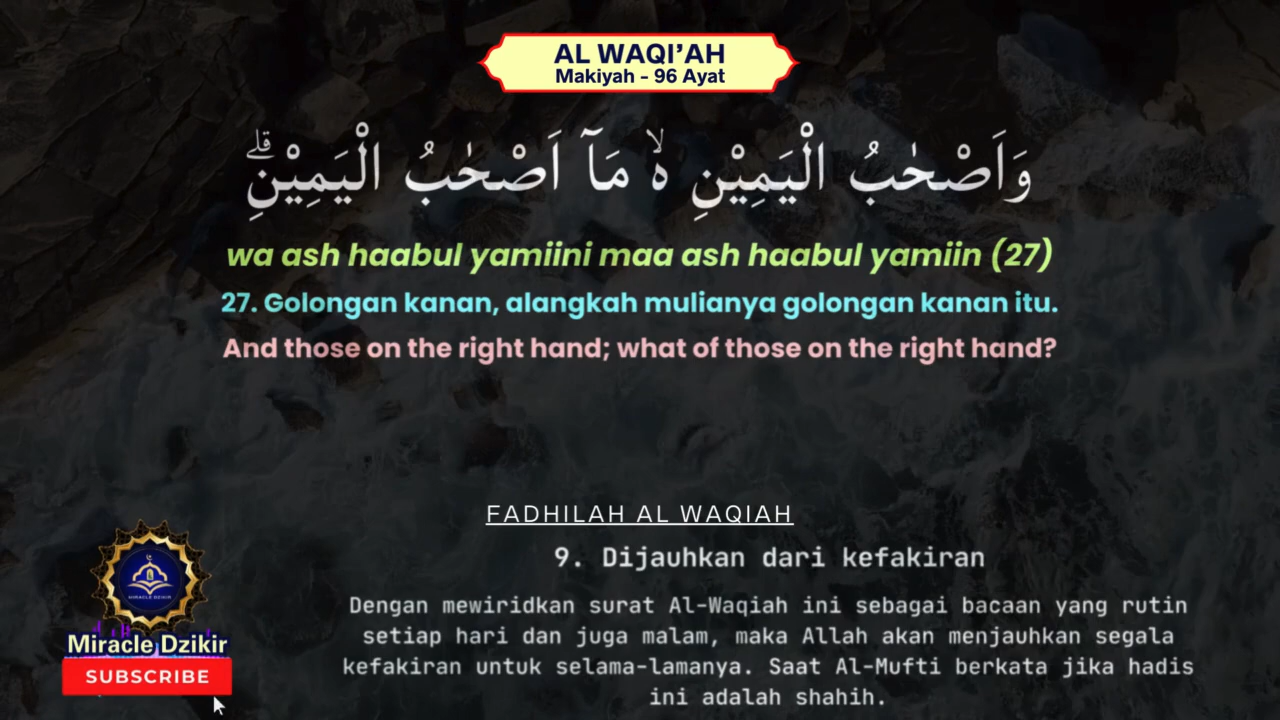 AL WAQI’AH
Makiyah - 96 Ayat
وَاَصْحٰبُ الْيَمِيْنِ ەۙ مَآ اَصْحٰبُ الْيَمِيْنِۗ
wa ash haabul yamiini maa ash haabul yamiin (27)
27. Golongan kanan, alangkah mulianya golongan kanan itu.
And those on the right hand; what of those on the right hand?
FADHILAH AL WAQIAH
9. Dijauhkan dari kefakiran
Dengan mewiridkan surat Al-Waqiah ini sebagai bacaan yang rutin
setiap hari dan juga malam, maka Allah akan menjauhkan segala
kefakiran untuk selama-lamanya. Saat Al-Mufti berkata jika hadis
ini adalah shahih.
MIRACLE DZIKIR
Miracle Dzikir
SUBSCRIBE